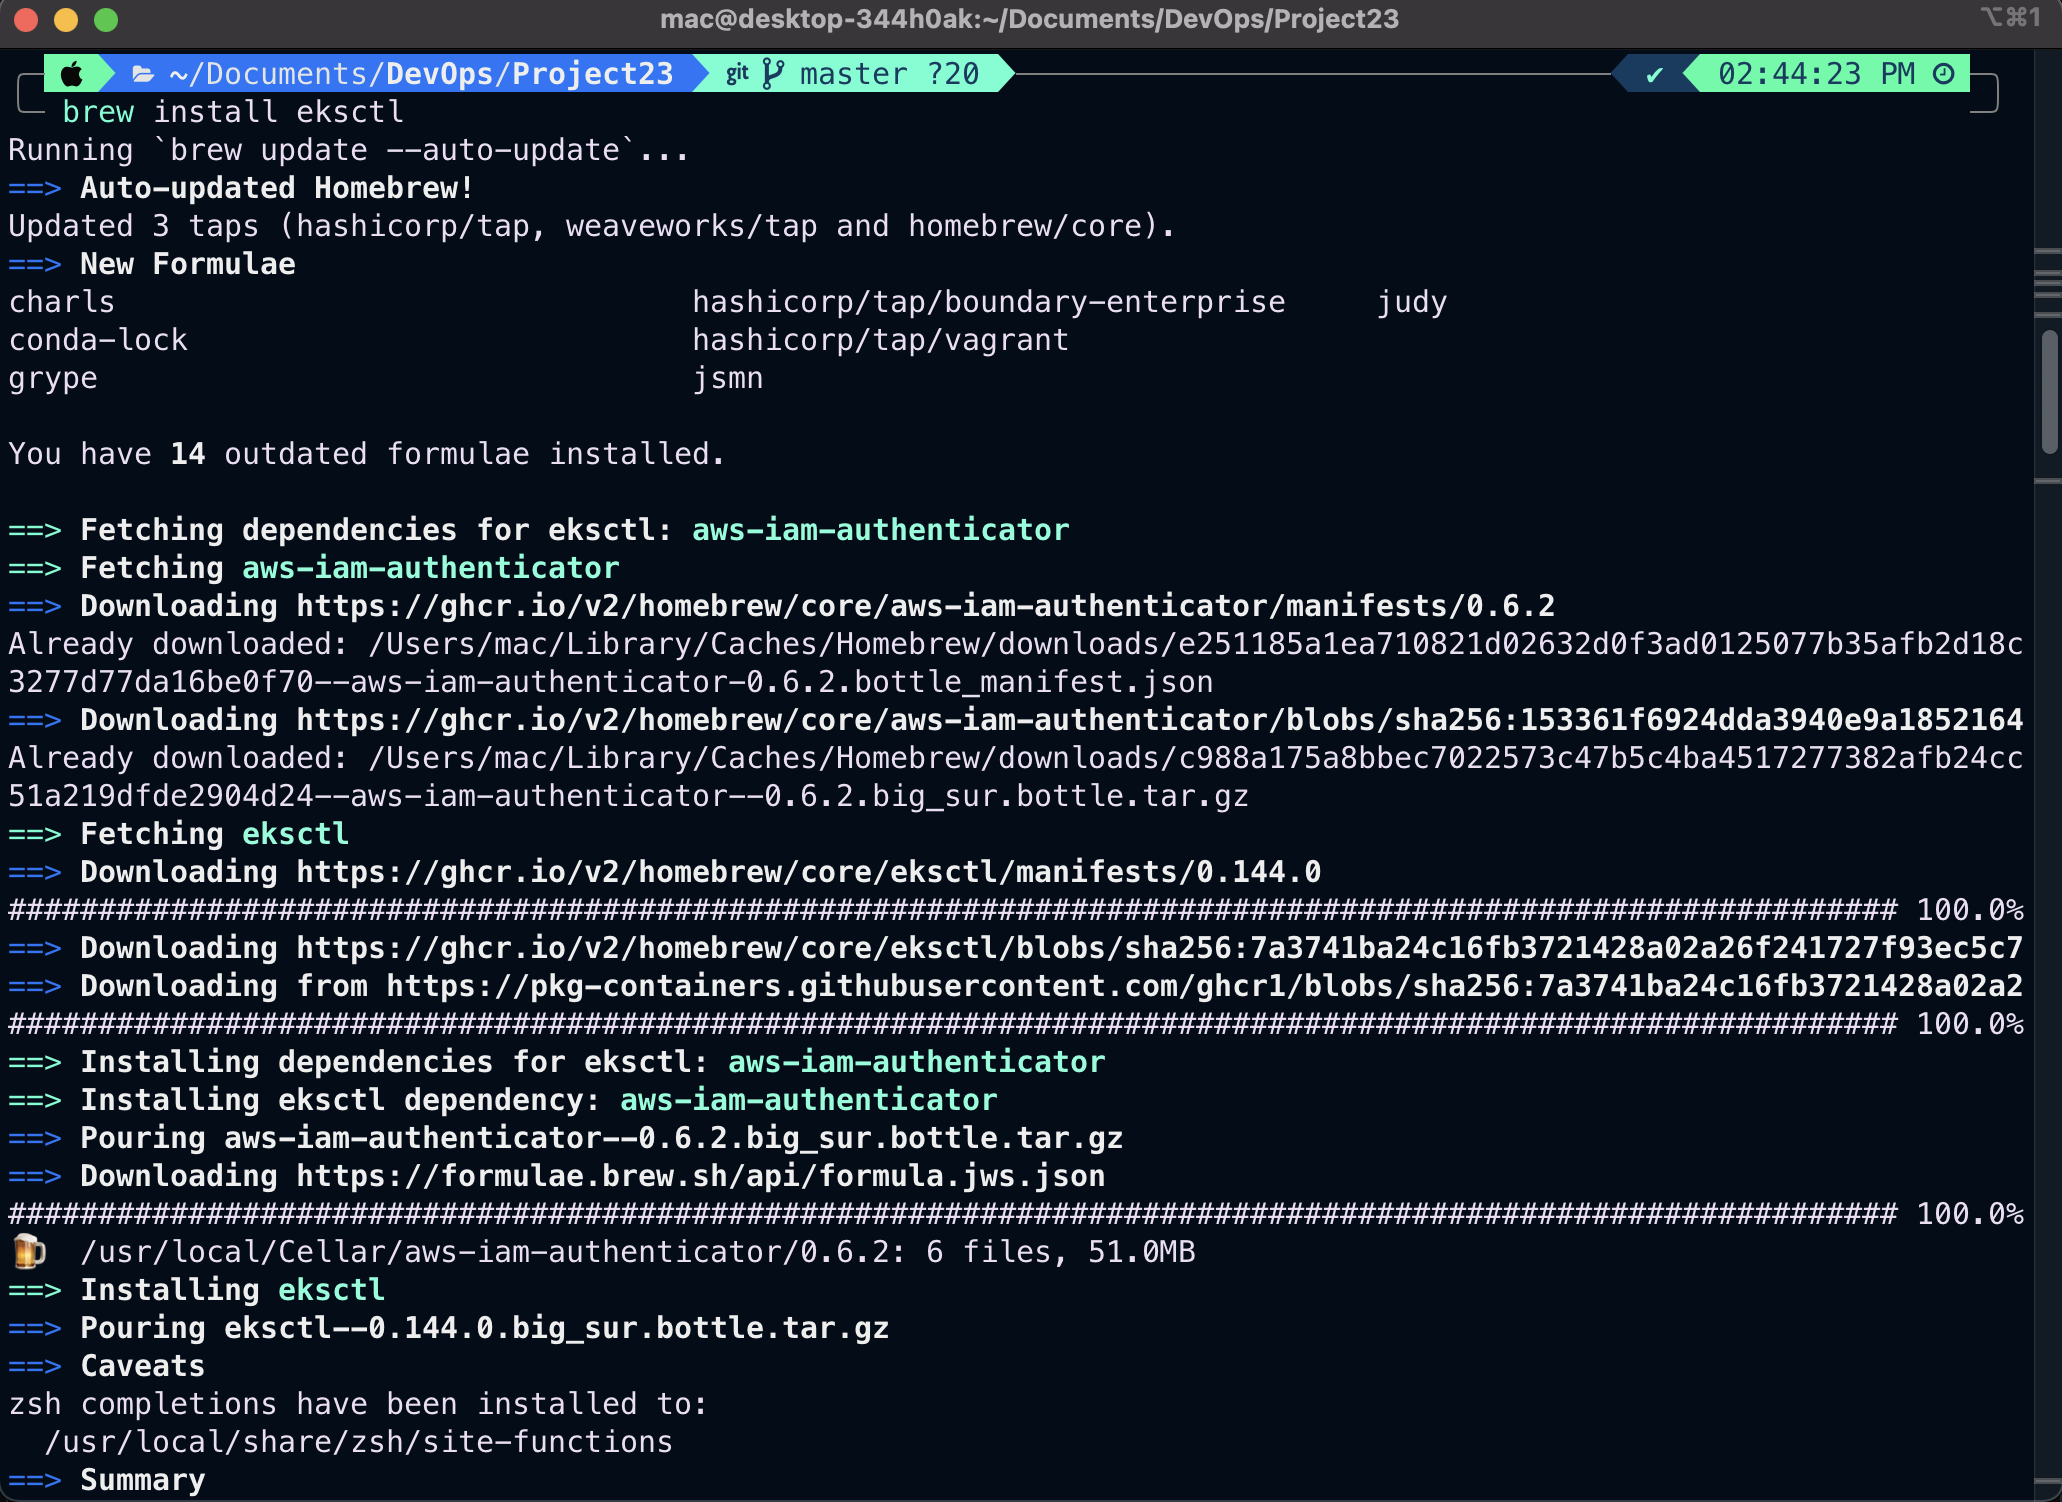 mac@desktop-344h0ak:~/Documents/DevOps/Project23
⌥⌘1
~/Documents/DevOps/Project23 git master ?20 ✔ 02:44:23 PM
brew install eksctl
Running `brew update --auto-update`...
==> Auto-updated Homebrew!
Updated 3 taps (hashicorp/tap, weaveworks/tap and homebrew/core).
==> New Formulae
charls hashicorp/tap/boundary-enterprise judy
conda-lock hashicorp/tap/vagrant
grype jsmn
You have 14 outdated formulae installed.
==> Fetching dependencies for eksctl: aws-iam-authenticator
==> Fetching aws-iam-authenticator
==> Downloading https://ghcr.io/v2/homebrew/core/aws-iam-authenticator/manifests/0.6.2
Already downloaded: /Users/mac/Library/Caches/Homebrew/downloads/e251185a1ea710821d02632d0f3ad0125077b35afb2d18c
3277d77da16be0f70--aws-iam-authenticator-0.6.2.bottle_manifest.json
==> Downloading https://ghcr.io/v2/homebrew/core/aws-iam-authenticator/blobs/sha256:153361f6924dda3940e9a1852164
Already downloaded: /Users/mac/Library/Caches/Homebrew/downloads/c988a175a8bbec7022573c47b5c4ba4517277382afb24cc
51a219dfde2904d24--aws-iam-authenticator--0.6.2.big_sur.bottle.tar.gz
==> Fetching eksctl
==> Downloading https://ghcr.io/v2/homebrew/core/eksctl/manifests/0.144.0
######################################################################################################### 100.0%
==> Downloading https://ghcr.io/v2/homebrew/core/eksctl/blobs/sha256:7a3741ba24c16fb3721428a02a26f241727f93ec5c7
==> Downloading from https://pkg-containers.githubusercontent.com/ghcr1/blobs/sha256:7a3741ba24c16fb3721428a02a2
######################################################################################################### 100.0%
==> Installing dependencies for eksctl: aws-iam-authenticator
==> Installing eksctl dependency: aws-iam-authenticator
==> Pouring aws-iam-authenticator--0.6.2.big_sur.bottle.tar.gz
==> Downloading https://formulae.brew.sh/api/formula.jws.json
######################################################################################################### 100.0%
🍺 /usr/local/Cellar/aws-iam-authenticator/0.6.2: 6 files, 51.0MB
==> Installing eksctl
==> Pouring eksctl--0.144.0.big_sur.bottle.tar.gz
==> Caveats
zsh completions have been installed to:
/usr/local/share/zsh/site-functions
==> Summary